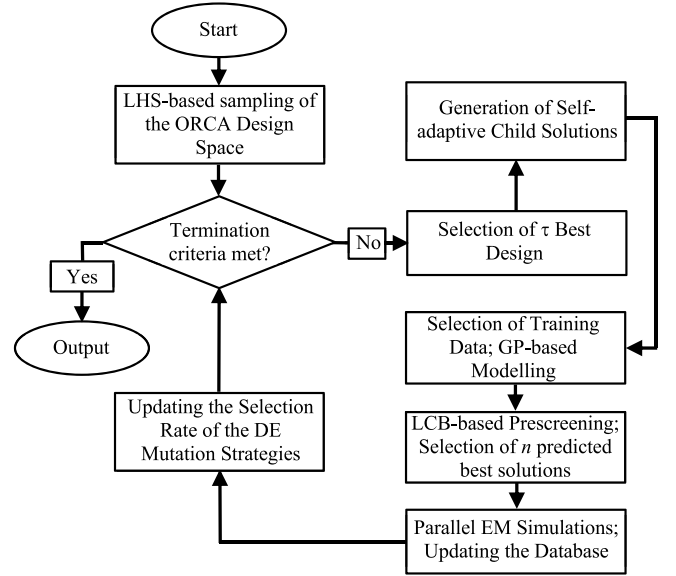 Start
LHS-based sampling of
the ORCA Design
Space
Termination
criteria met?
Yes
Output
No
Selection of τ Best
Design
Generation of Self-
adaptive Child Solutions
Selection of Training
Data; GP-based
Modelling
LCB-based Prescreening;
Selection of n predicted
best solutions
Parallel EM Simulations;
Updating the Database
Updating the Selection
Rate of the DE
Mutation Strategies